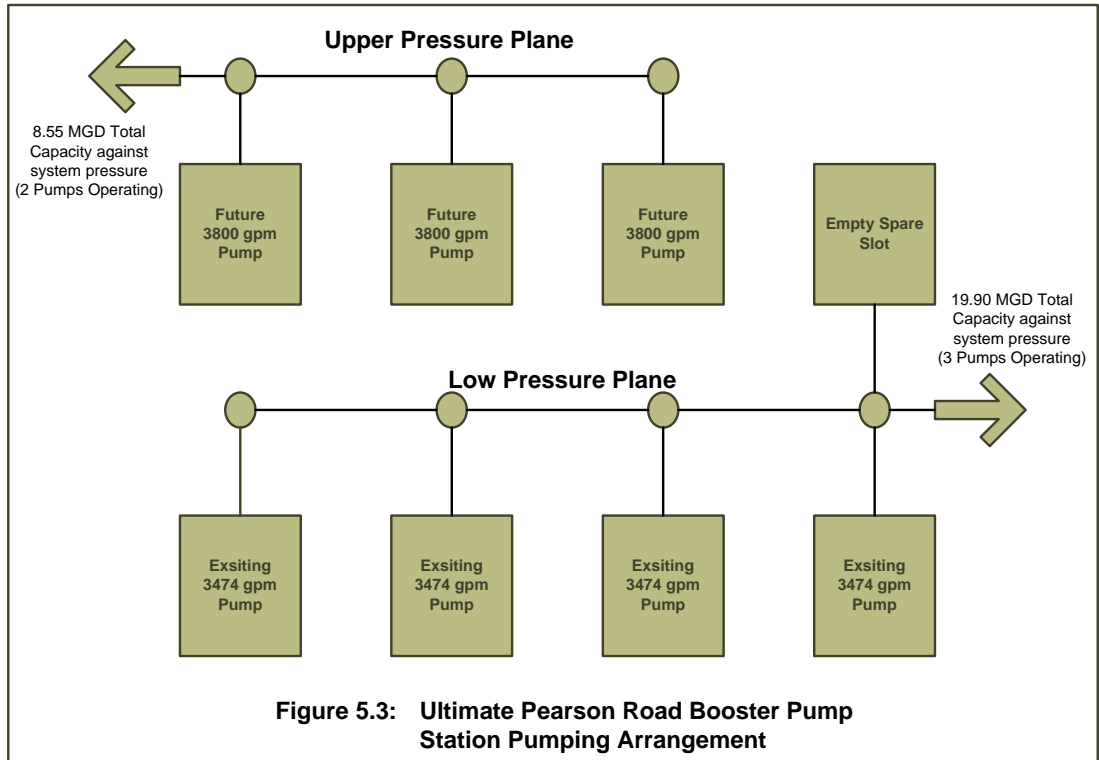 Upper Pressure Plane
8.55 MGD Total
Capacity against
system pressure
(2 Pumps Operating)
Future
3800 gpm
Pump
Future
3800 gpm
Pump
Future
3800 gpm
Pump
Empty Spare
Slot
19.90 MGD Total
Capacity against
system pressure
(3 Pumps Operating)
Low Pressure Plane
Exsiting
3474 gpm
Pump
Exsiting
3474 gpm
Pump
Exsiting
3474 gpm
Pump
Exsiting
3474 gpm
Pump
Figure 5.3: Ultimate Pearson Road Booster Pump
Station Pumping Arrangement